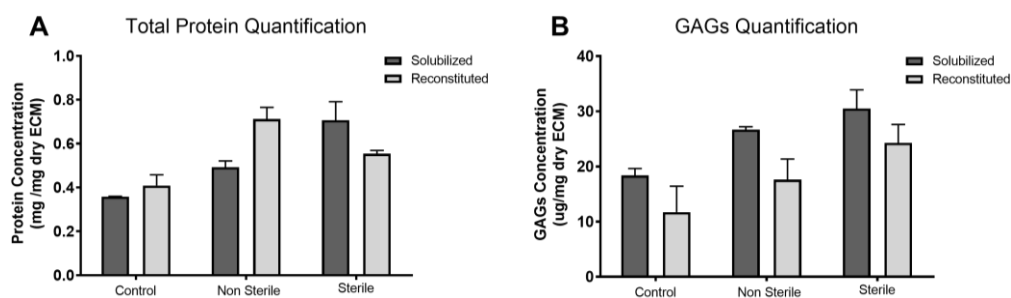 A Total Protein Quantification
Protein Concentration
(mg /mg dry ECM)
1.0
0.8
0.6
0.4
0.2
0.0
Solubilized
Reconstituted
Control Non Sterile Sterile
B GAGs Quantification
GAGs Concentration
(ug/mg dry ECM)
40
30
20
10
0
Solubilized
Reconstituted
Control Non Sterile Sterile